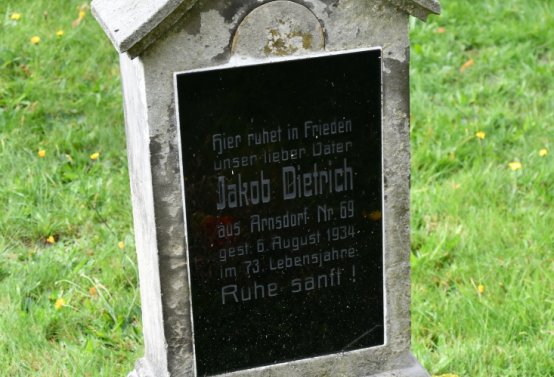 Hier ruhet in Frieden
unser lieber Vater
Jakob Dietrich
aus Arnsdorf Nr. 69
gest. 6. August 1934
im 73. Lebensjahre.
Ruhe sanft !